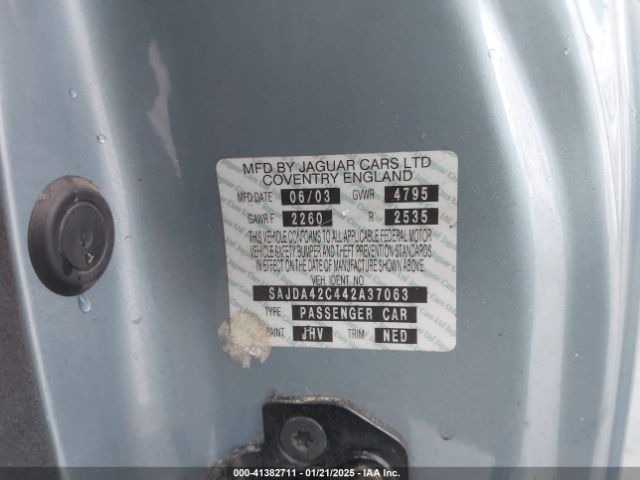 MFD BY JAGUAR CARS LTD
COVENTRY ENGLAND
MFD DATE 06/03 GVWR 4795
GAWR F 2260 R 2535
THIS VEHICLE CONFORMS TO ALL APPLICABLE FEDERAL MOTOR
VEHICLE SAFETY BUMPER AND THEFT PREVENTION STANDARDS
IN EFFECT ON THE DATE OF MANUFACTURE SHOWN ABOVE.
VEH. IDENT NO.
SAJDA42C442A37063
TYPE PASSENGER CAR
PAINT JHV TRIM NED
000-41382711 - 01/21/2025 - IAA Inc.